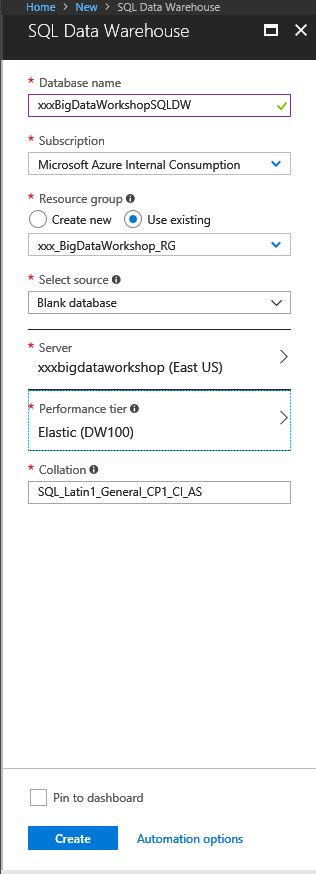 Home > New > SQL Data Warehouse
SQL Data Warehouse
* Database name
xxxBigDataWorkshopSQLDW
* Subscription
Microsoft Azure Internal Consumption
* Resource group
Create new Use existing
xxx_BigDataWorkshop_RG
* Select source
Blank database
* Server
xxxbigdataworkshop (East US)
* Performance tier
Elastic (DW100)
* Collation
SQL_Latin1_General_CP1_CI_AS
Pin to dashboard
Create Automation options